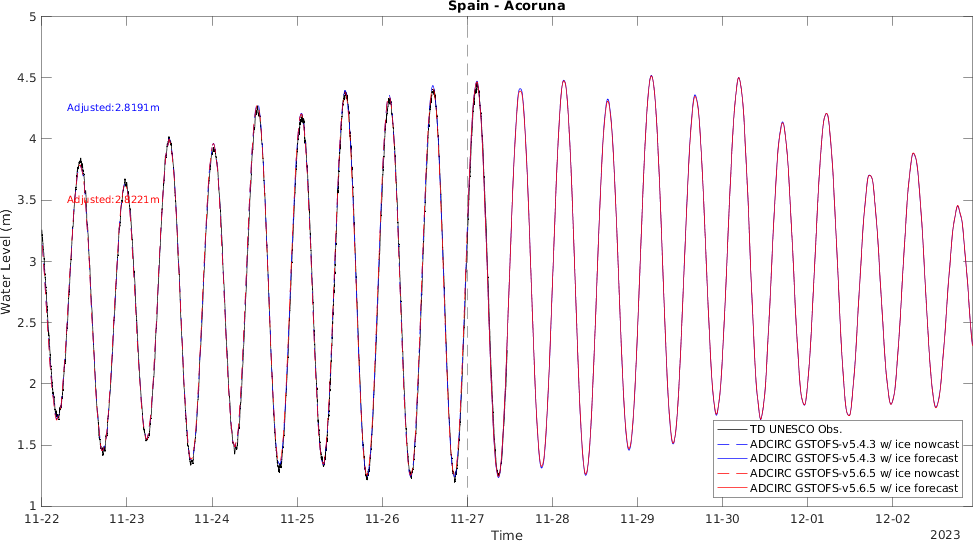 Spain - Acoruna
5
4.5
4
3.5
3
2.5
2
1.5
1
Water Level (m)
Adjusted:2.8191m
Adjusted:2.8221m
TD UNESCO Obs.
ADCIRC GSTOFS-v5.4.3 w/ ice nowcast
ADCIRC GSTOFS-v5.4.3 w/ ice forecast
ADCIRC GSTOFS-v5.6.5 w/ ice nowcast
ADCIRC GSTOFS-v5.6.5 w/ ice forecast
11-22 11-23 11-24 11-25 11-26 11-27 11-28 11-29 11-30 12-01 12-02
Time
2023